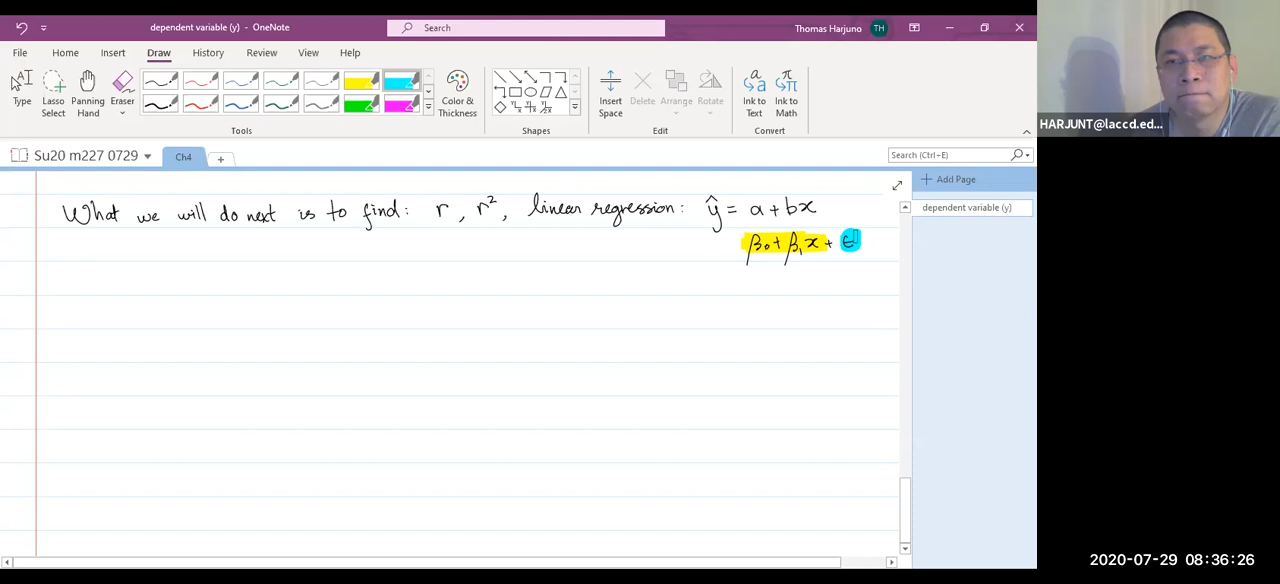 dependent variable (y) - OneNote
Search
Thomas Harjuno TH
File Home Insert Draw History Review View Help
Type Lasso Select Panning Hand Eraser Color & Thickness Insert Space Delete Arrange Rotate Ink to Text Ink to Math
Tools Shapes Edit Convert
Su20 m227 0729 Ch4 Search (Ctrl+E)
Add Page
dependent variable (y)
What we will do next is to find: r, r², linear regression: ŷ = a + bx
β₀ + β₁x + ϵ
HARJUNT@laccd.ed...
2020-07-29 08:36:26